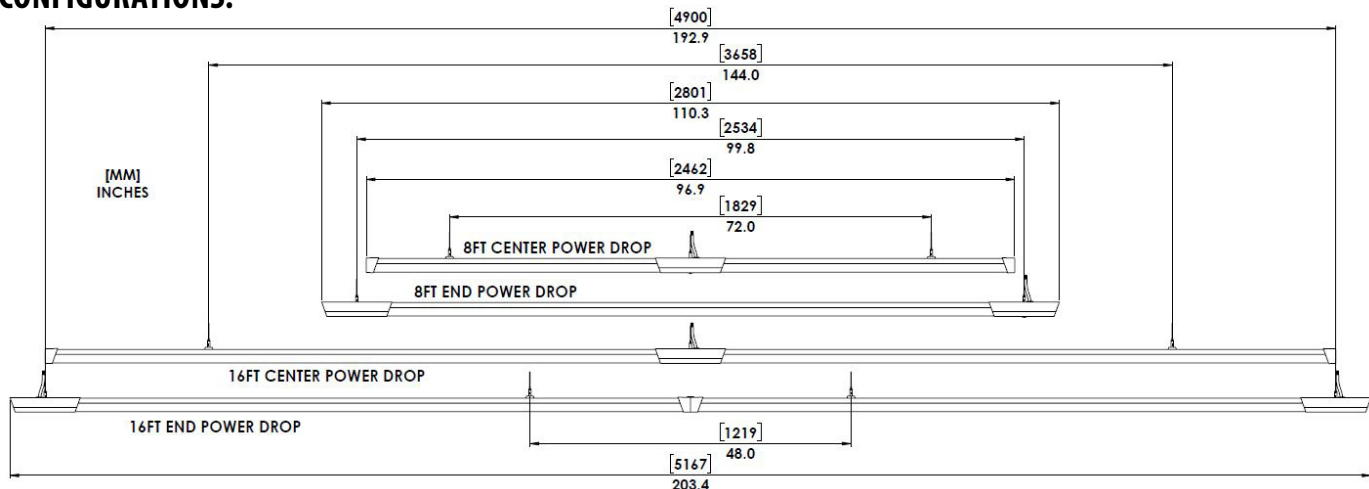 CONFIGURATIONS:
[4900]
192.9
[3658]
144.0
[2801]
110.3
[2534]
99.8
[MM]
INCHES
[2462]
96.9
[1829]
72.0
8FT CENTER POWER DROP
8FT END POWER DROP
16FT CENTER POWER DROP
16FT END POWER DROP
[1219]
48.0
[5167]
203.4